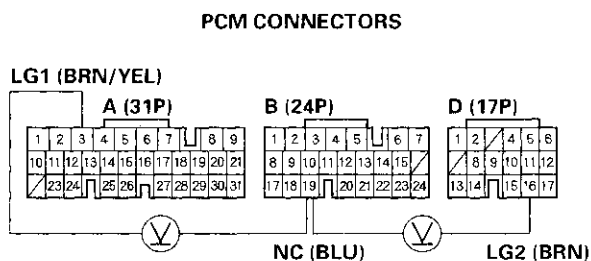 PCM CONNECTORS
LG1 (BRN/YEL)
A (31P) B (24P) D (17P)
1 2 3 4 5 6 7 8 9 1 2 3 4 5 6 7 1 2 4 5 6
10 11 12 13 14 15 16 17 18 19 20 21 8 9 10 11 12 13 14 15 8 9 10 11 12
23 24 25 26 27 28 29 30 31 17 18 19 20 21 22 23 24 13 14 15 16 17
V V
NC (BLU) LG2 (BRN)